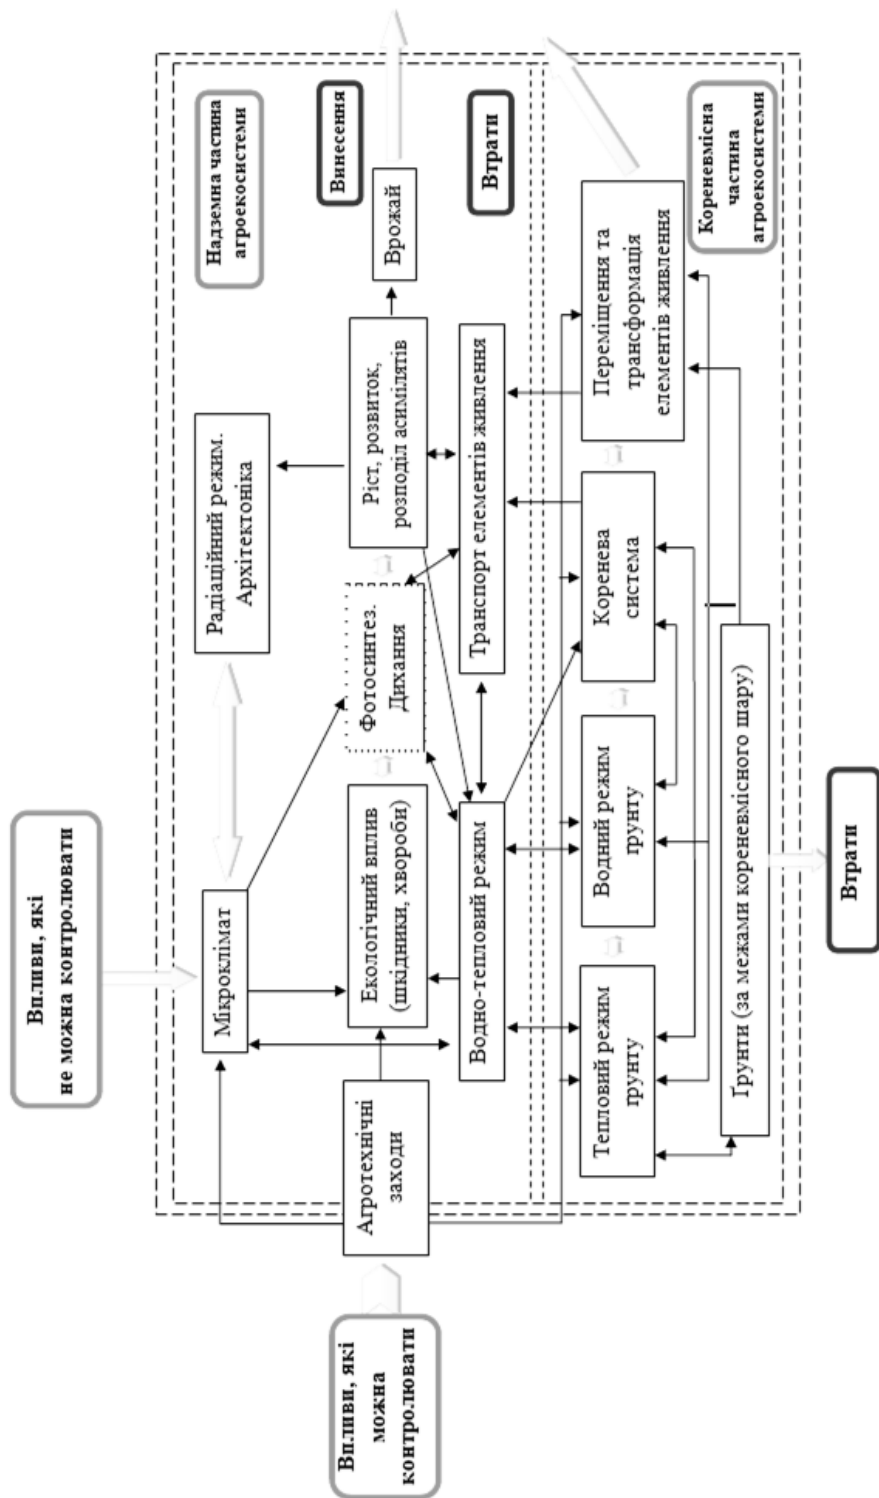 Впливи, які
не можна контролювати
Надземна частина
агроекосистеми
Мікроклімат
Радіаційний режим.
Архітектоніка
Винесення
Впливи, які
можна
контролювати
Агротехнічні
заходи
Екологічний вплив
(шкідники, хвороби)
Фотосинтез.
Дихання
Ріст, розвиток,
розподіл асимілятів
Врожай
Втрати
Водно-тепловий режим
Транспорт елементів живлення
Тепловий режим
ґрунту
Водний режим
ґрунту
Коренева
система
Переміщення та
трансформація
елементів живлення
Кореневмісна
частина
агроекосистеми
Ґрунти (за межами кореневмісного шару)
Втрати